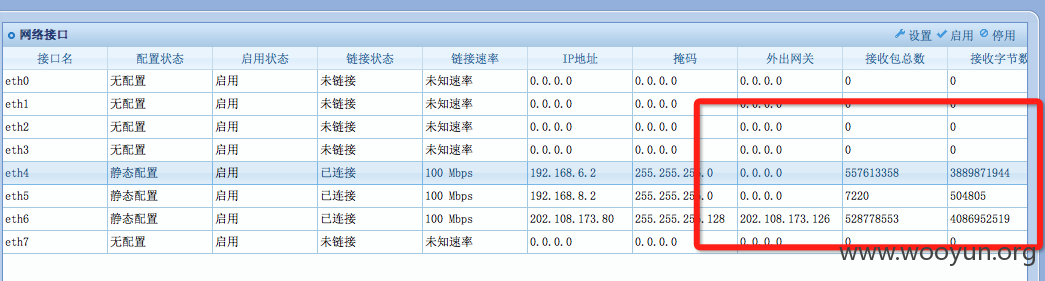 网络接口 设置 启用 停用
接口名 配置状态 启用状态 链接状态 链接速率 IP地址 掩码 外出网关 接收包总数 接收字节数
eth0 无配置 启用 未链接 未知速率 0.0.0.0 0.0.0.0 0.0.0.0 0 0
eth1 无配置 启用 未链接 未知速率 0.0.0.0 0.0.0.0 0.0.0.0 0 0
eth2 无配置 启用 未链接 未知速率 0.0.0.0 0.0.0.0 0.0.0.0 0 0
eth3 无配置 启用 未链接 未知速率 0.0.0.0 0.0.0.0 0.0.0.0 0 0
eth4 静态配置 启用 已连接 100 Mbps 192.168.6.2 255.255.255.0 0.0.0.0 557613358 3889871944
eth5 静态配置 启用 已连接 100 Mbps 192.168.8.2 255.255.255.0 0.0.0.0 7220 504805
eth6 静态配置 启用 已连接 100 Mbps 202.108.173.80 255.255.255.128 202.108.173.126 528778553 4086952519
eth7 无配置 启用 未链接 未知速率 0.0.0.0 0.0.0.0 0.0.0.0 0 0
www.wooyun.org